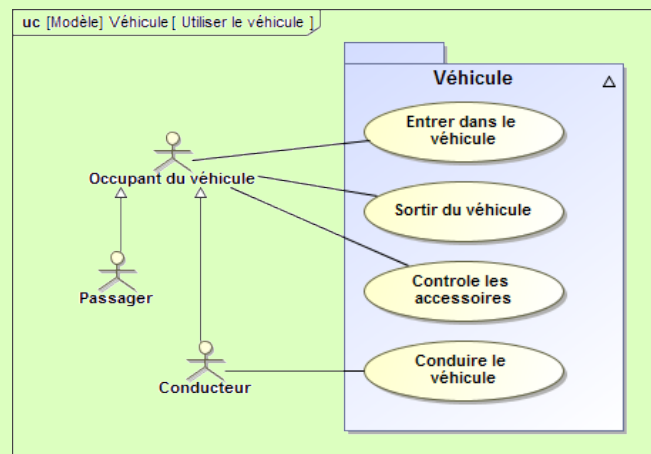 uc [Modèle] Véhicule [ Utiliser le véhicule ]
Véhicule
Entrer dans le
véhicule
Occupant du véhicule
Sortir du véhicule
Controle les
accessoires
Passager
Conduire le
véhicule
Conducteur